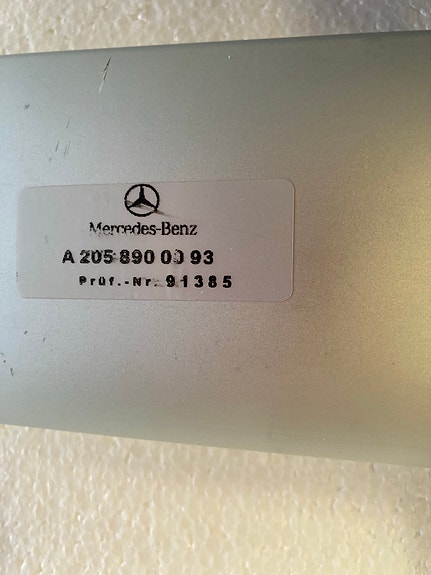 Mercedes-Benz
A 205 890 00 93
Prüf.-Nr. 91385